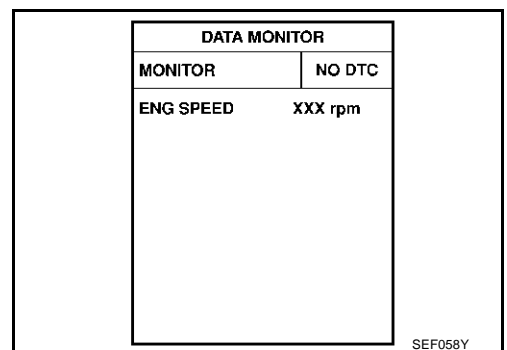 DATA MONITOR
MONITOR NO DTC
ENG SPEED XXX rpm
SEF058Y